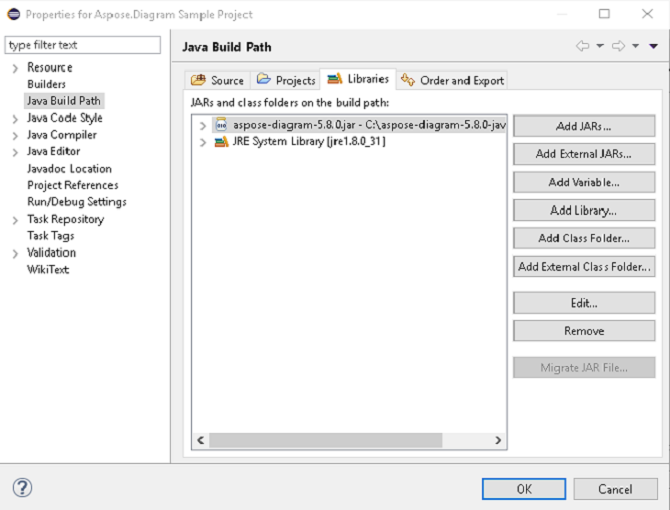 Properties for Aspose.Diagram Sample Project
type filter text
Resource
Builders
Java Build Path
Java Code Style
Java Compiler
Java Editor
Javadoc Location
Project References
Run/Debug Settings
Task Repository
Task Tags
Validation
WikiText
Java Build Path
Source Projects Libraries Order and Export
JARs and class folders on the build path:
aspose-diagram-5.8.0.jar - C:\aspose-diagram-5.8.0-jav
JRE System Library [jre1.8.0_31]
Add JARs...
Add External JARs...
Add Variable...
Add Library...
Add Class Folder...
Add External Class Folder...
Edit...
Remove
Migrate JAR File...
OK Cancel